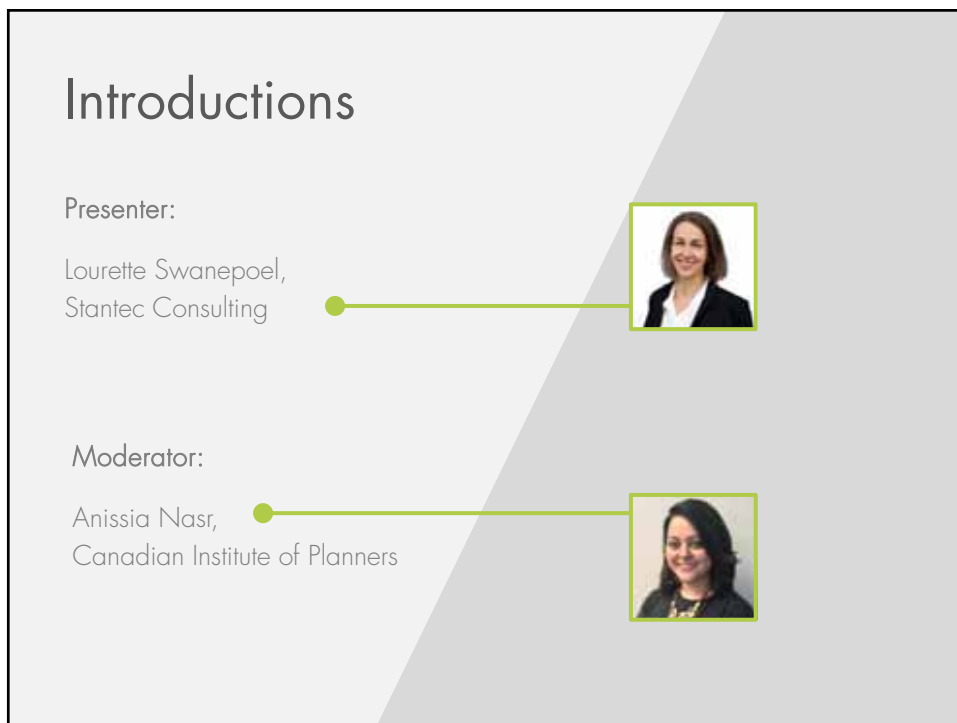 Introductions
Presenter:
Lourette Swanepoel,
Stantec Consulting
Moderator:
Anissia Nasr,
Canadian Institute of Planners